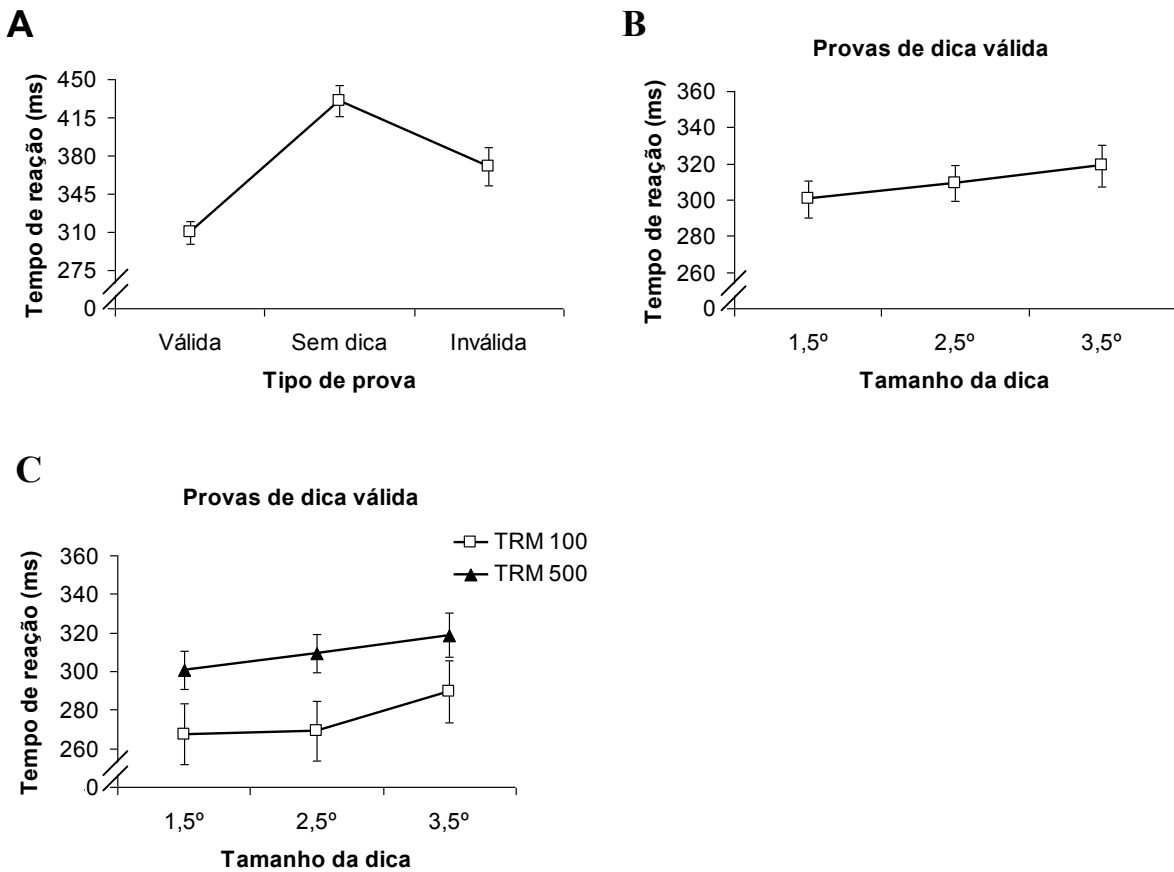 A
Tempo de reação (ms)
450
415
380
345
310
275
0
Válida
Sem dica
Inválida
Tipo de prova
B
Provas de dica válida
Tempo de reação (ms)
360
340
320
300
280
260
0
1,5º
2,5º
3,5º
Tamanho da dica
C
Provas de dica válida
TRM 100
TRM 500
Tempo de reação (ms)
360
340
320
300
280
260
0
1,5º
2,5º
3,5º
Tamanho da dica